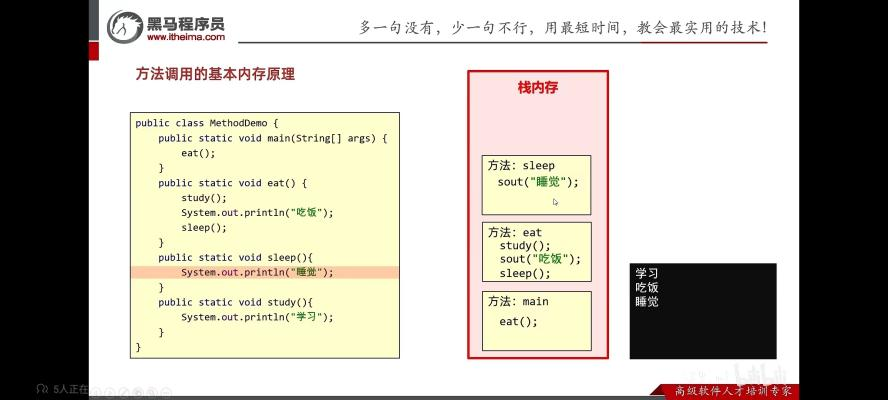 黑马程序员
www.itheima.com
多一句没有，少一句不行，用最短时间，教会最实用的技术！
方法调用的基本内存原理
public class MethodDemo {
public static void main(String[] args) {
eat();
}
public static void eat() {
study();
System.out.println("吃饭");
sleep();
}
public static void sleep(){
System.out.println("睡觉");
}
public static void study(){
System.out.println("学习");
}
}
栈内存
方法：sleep
sout("睡觉");
方法：eat
study();
sout("吃饭");
sleep();
方法：main
eat();
学习
吃饭
睡觉
5人正在
高级软件人才培训专家